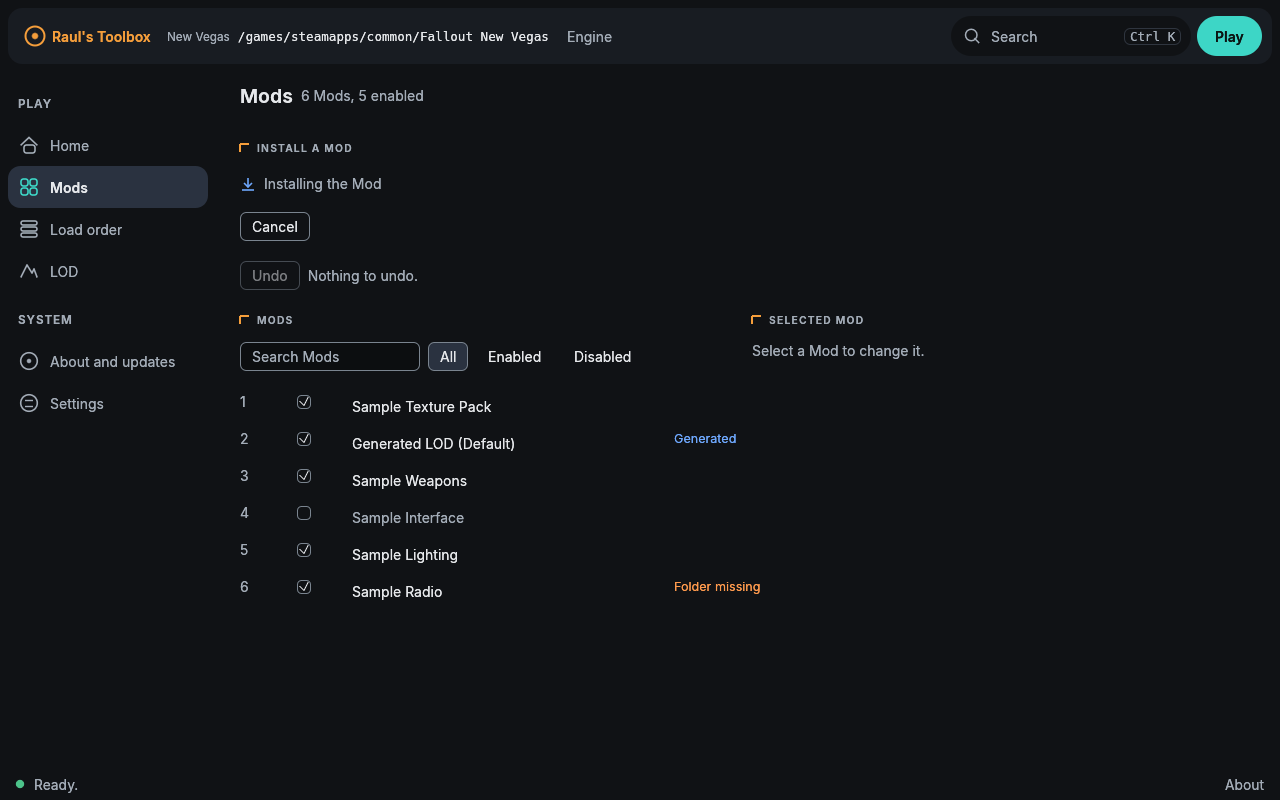 Raul's Toolbox New Vegas /games/steamapps/common/Fallout New Vegas Engine Search Ctrl K Play
PLAY
Home
Mods
Load order
LOD
SYSTEM
About and updates
Settings
Mods 6 Mods, 5 enabled
INSTALL A MOD
Installing the Mod
Cancel
Undo Nothing to undo.
MODS
Search Mods All Enabled Disabled
1 Sample Texture Pack
2 Generated LOD (Default) Generated
3 Sample Weapons
4 Sample Interface
5 Sample Lighting
6 Sample Radio Folder missing
SELECTED MOD
Select a Mod to change it.
Ready. About